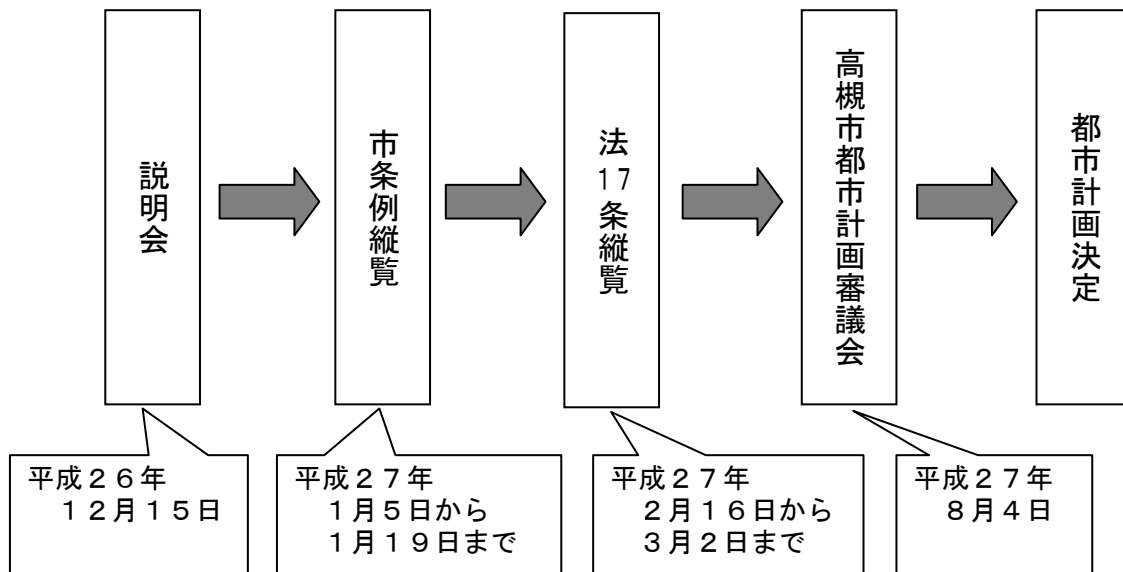 説明会
市条例縦覧
法17条縦覧
高槻市都市計画審議会
都市計画決定
平成２６年
１２月１５日
平成２７年
１月５日から
１月１９日まで
平成２７年
２月１６日から
３月２日まで
平成２７年
８月４日